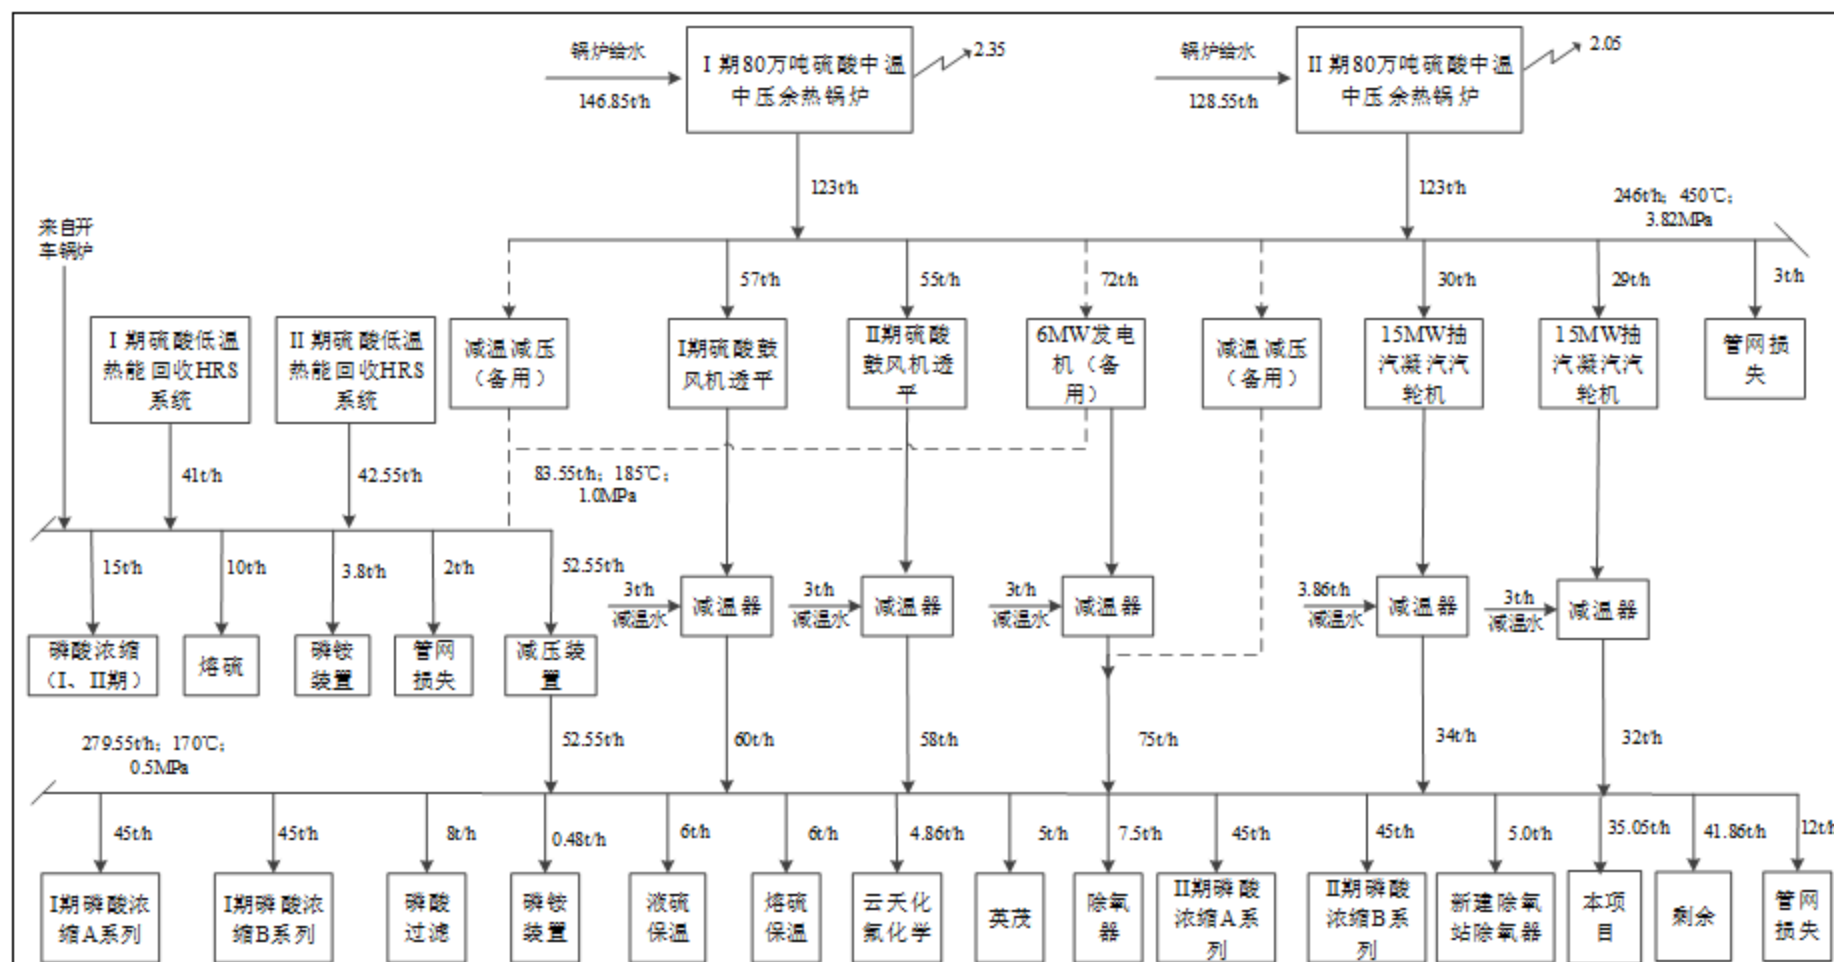 锅炉给水
146.85t/h
I 期80万吨硫酸中温
中压余热锅炉
2.35
锅炉给水
128.55t/h
II 期80万吨硫酸中温
中压余热锅炉
2.05
123t/h
123t/h
246t/h；450℃；
3.82MPa
来自开
车锅炉
57t/h
55t/h
72t/h
30t/h
29t/h
3t/h
I 期硫酸低温
热能回收HRS
系统
II 期硫酸低温
热能回收HRS
系统
减温减压
（备用）
I期硫酸鼓
风机透平
II期硫酸
鼓风机透
平
6MW发电
机（备
用）
减温减压
（备用）
15MW抽
汽凝汽汽
轮机
15MW抽
汽凝汽汽
轮机
管网损
失
41t/h
42.55t/h
83.55t/h；185℃；
1.0MPa
15t/h
10t/h
3.8t/h
2t/h
52.55t/h
3t/h
减温水
减温器
3t/h
减温水
减温器
3t/h
减温水
减温器
3.86t/h
减温水
减温器
3t/h
减温水
减温器
磷酸浓缩
（I、II期）
熔硫
磷铵
装置
管网
损失
减压装
置
279.55t/h；170℃；
0.5MPa
52.55t/h
60t/h
58t/h
75t/h
34t/h
32t/h
45t/h
45t/h
8t/h
0.48t/h
6t/h
6t/h
4.86t/h
5t/h
7.5t/h
45t/h
45t/h
5.0t/h
35.05t/h
41.86t/h
12t/h
I期磷酸浓
缩A系列
I期磷酸浓
缩B系列
磷酸
过滤
磷铵
装置
液硫
保温
熔硫
保温
云天化
氟化学
英茂
除氧
器
II期磷酸
浓缩A系
列
II期磷酸
浓缩B系
列
新建除氧
站除氧器
本项
目
剩余
管网
损失